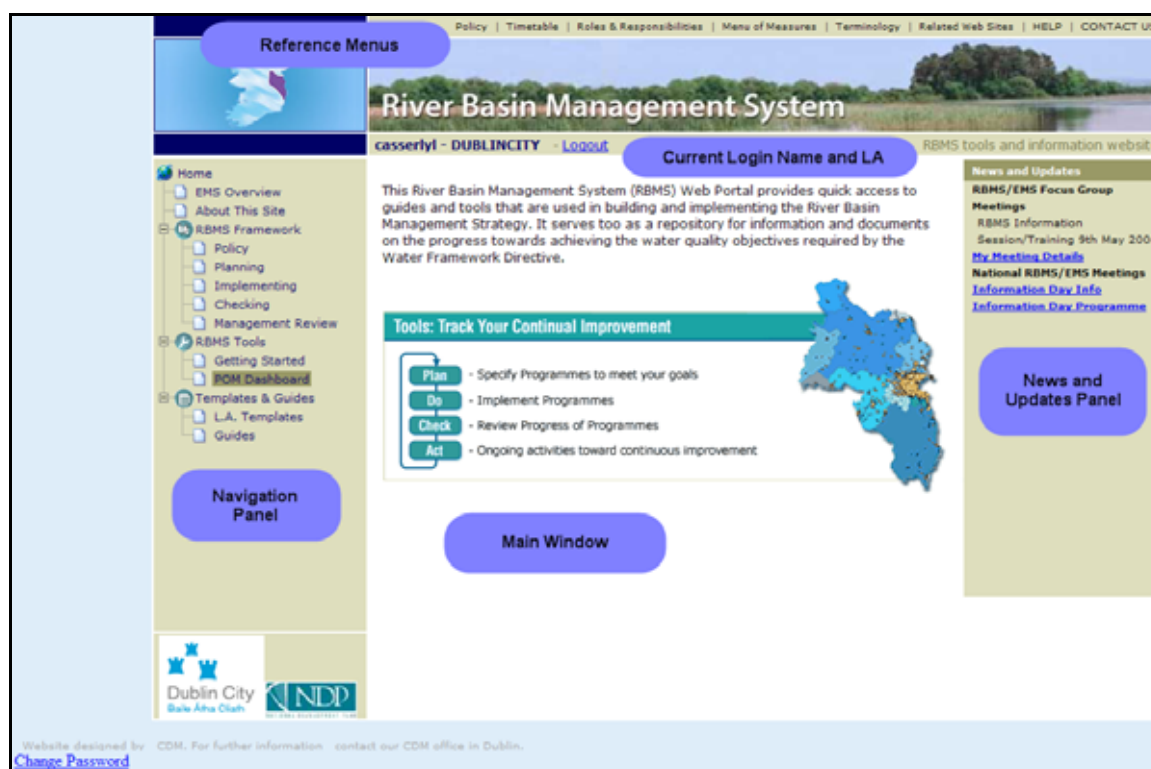 Policy | Timetable | Roles & Responsibilities | Menu of Measures | Terminology | Related Web Sites | HELP | CONTACT US
Reference Menus
River Basin Management System
casserlyl - DUBLINCITY - Logout
Current Login Name and LA
RBMS tools and information websit
Home
EMS Overview
About This Site
RBMS Framework
Policy
Planning
Implementing
Checking
Management Review
RBMS Tools
Getting Started
POM Dashboard
Templates & Guides
L.A. Templates
Guides
Navigation
Panel
This River Basin Management System (RBMS) Web Portal provides quick access to
guides and tools that are used in building and implementing the River Basin
Management Strategy. It serves too as a repository for information and documents
on the progress towards achieving the water quality objectives required by the
Water Framework Directive.
Tools: Track Your Continual Improvement
Plan - Specify Programmes to meet your goals
Do - Implement Programmes
Check - Review Progress of Programmes
Act - Ongoing activities toward continuous improvement
Main Window
News and Updates
RBMS/EMS Focus Group
Meetings
RBMS Information
Session/Training 9th May 200
My Meeting Details
National RBMS/EMS Meetings
Information Day Info
Information Day Programme
News and
Updates Panel
Dublin City
Baile Átha Cliath
NDP
Website designed by CDM. For further information contact our CDM office in Dublin.
Change Password